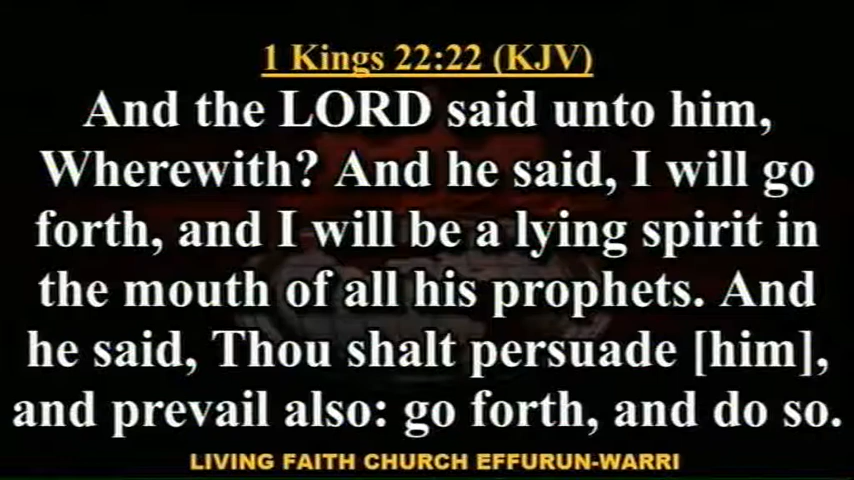 1 Kings 22:22 (KJV)
And the LORD said unto him,
Wherewith? And he said, I will go
forth, and I will be a lying spirit in
the mouth of all his prophets. And
he said, Thou shalt persuade [him],
and prevail also: go forth, and do so.
LIVING FAITH CHURCH EFFURUN-WARRI